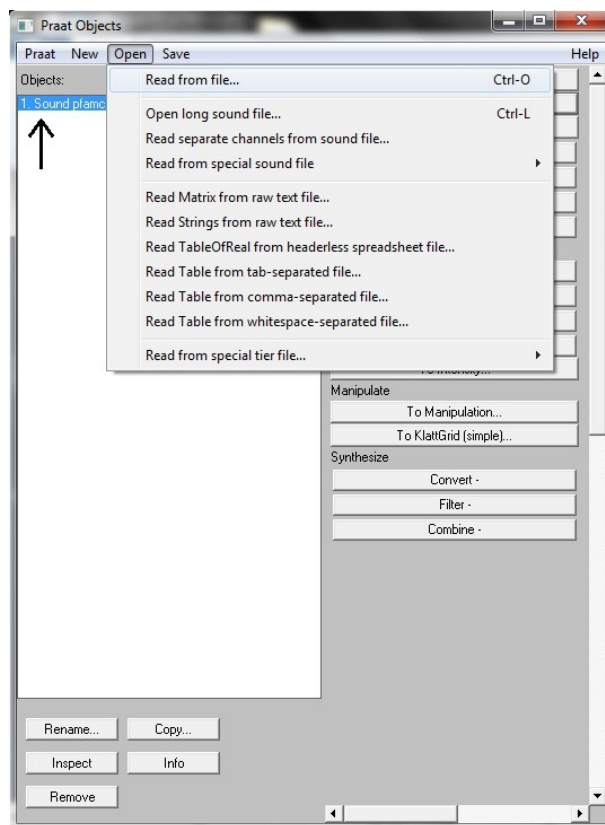 Praat Objects
Praat New Open Save Help
Objects:
1. Sound pfamc
Read from file... Ctrl-O
Open long sound file... Ctrl-L
Read separate channels from sound file...
Read from special sound file
Read Matrix from raw text file...
Read Strings from raw text file...
Read TableOfReal from headerless spreadsheet file...
Read Table from tab-separated file...
Read Table from comma-separated file...
Read Table from whitespace-separated file...
Read from special tier file...
Manipulate
To Manipulation...
To KlattGrid (simple)...
Synthesize
Convert -
Filter -
Combine -
Rename... Copy...
Inspect Info
Remove